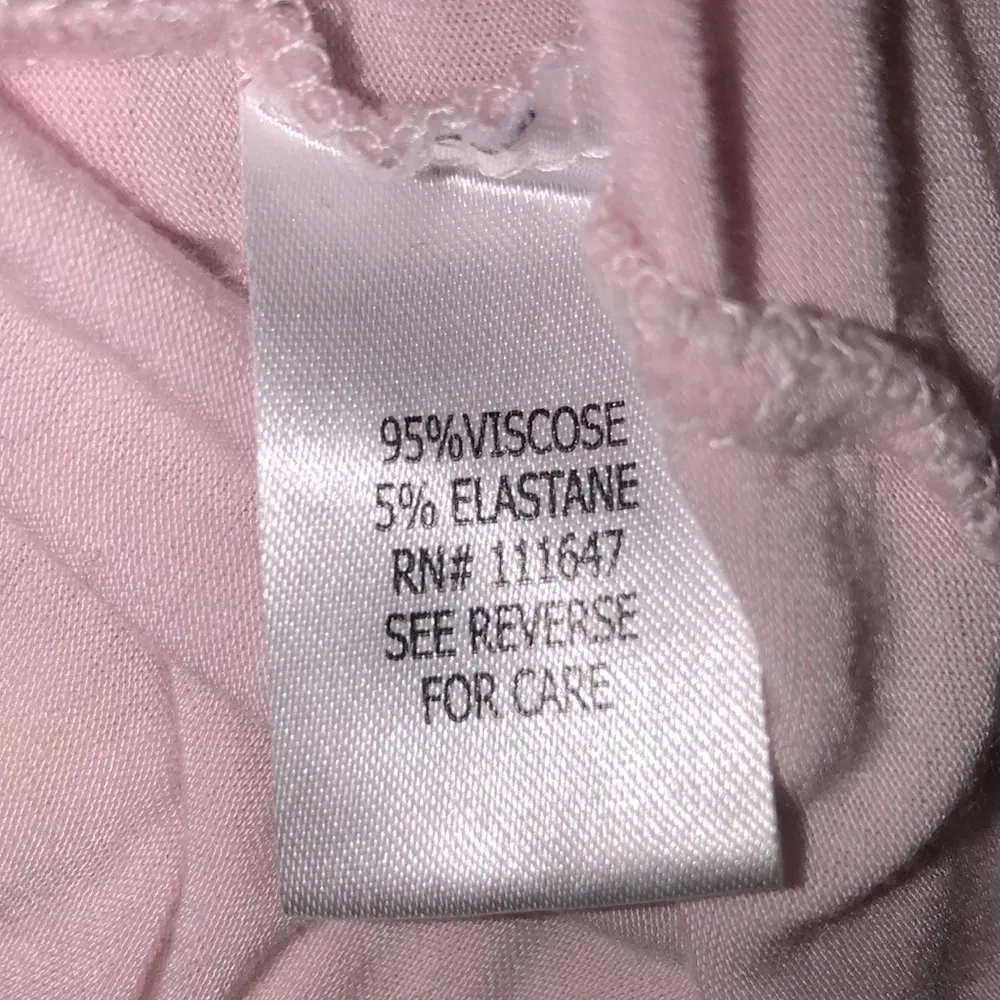 95%VISCOSE
5% ELASTANE
RN# 111647
SEE REVERSE
FOR CARE